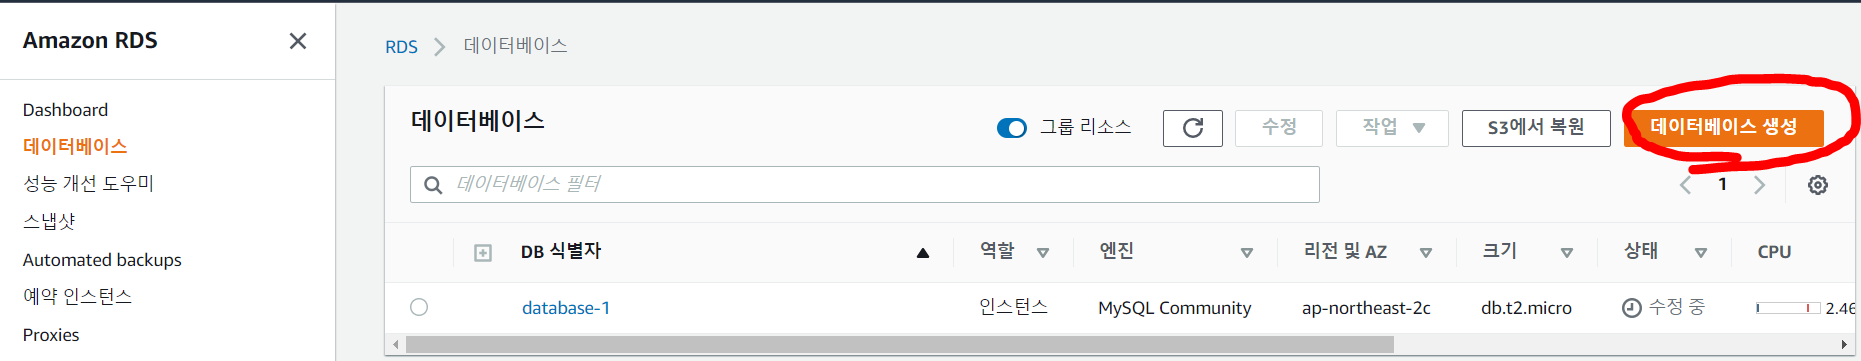 Amazon RDS
Dashboard
데이터베이스
성능 개선 도우미
스냅샷
Automated backups
예약 인스턴스
Proxies
RDS 데이터베이스
데이터베이스 그룹 리소스 수정 작업 S3에서 복원 데이터베이스 생성
데이터베이스 필터
1
DB 식별자 역할 엔진 리전 및 AZ 크기 상태 CPU
database-1 인스턴스 MySQL Community ap-northeast-2c db.t2.micro 수정 중 2.46